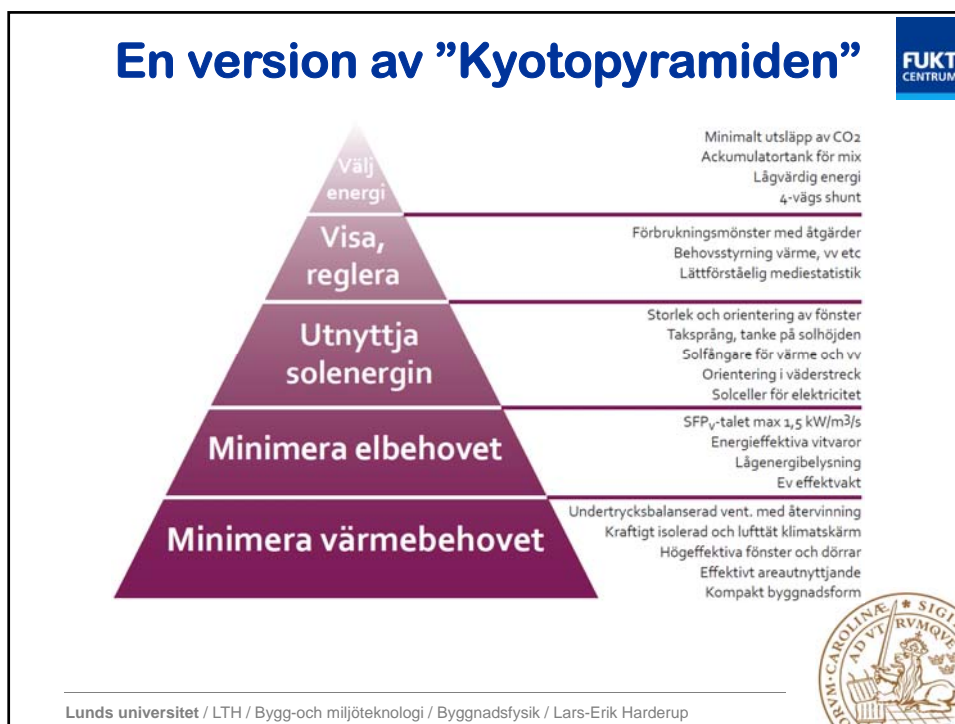 En version av ”Kyotopyramiden”
FUKT
CENTRUM
Välj
energi
Minimalt utsläpp av CO2
Ackumulatortank för mix
Lågvärdig energi
4-vägs shunt
Visa,
reglera
Förbrukningsmönster med åtgärder
Behovsstyrning värme, vv etc
Lättförståelig mediestatistik
Utnyttja
solenergin
Storlek och orientering av fönster
Taksprång, tanke på solhöjden
Solfångare för värme och vv
Orientering i väderstreck
Solceller för elektricitet
Minimera elbehovet
SFPV-talet max 1,5 kW/m3/s
Energieffektiva vitvaror
Lågenergibelysning
Ev effektvakt
Minimera värmebehovet
Undertrycksbalanserad vent. med återvinning
Kraftigt isolerad och lufttät klimatskärm
Högeffektiva fönster och dörrar
Effektivt areautnyttjande
Kompakt byggnadsform
CAROLINÆ * SIGI
AD VT RVMQVE
Lunds universitet / LTH / Bygg-och miljöteknologi / Byggnadsfysik / Lars-Erik Harderup